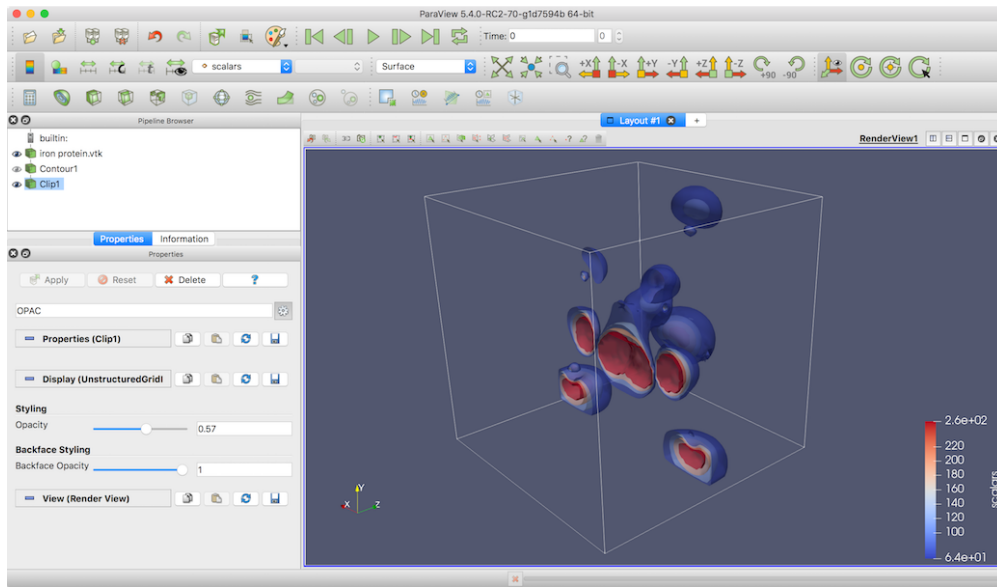 ParaView 5.4.0-RC2-70-g1d7594b 64-bit
Time: 0 0
scalars Surface +X -X +Y -Y +Z -Z +90 -90
Pipeline Browser
builtin:
iron protein.vtk
Contour1
Clip1
Properties Information
Properties
Apply Reset Delete ?
OPAC
Properties (Clip1)
Display (UnstructuredGridl
Styling
Opacity 0.57
Backface Styling
Backface Opacity 1
View (Render View)
Layout #1 +
3D RenderView1
Y
X Z
2.6e+02
220
200
180
160
140
120
100
6.4e+01
scalars